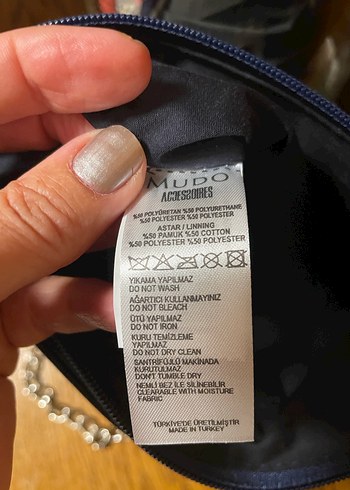 MUDO
ACCESSOIRES
%50 POLYÜRETAN %50 POLYURETHANE
%50 POLYESTER %50 POLYESTER
ASTAR / LINNING
%50 PAMUK %50 COTTON
%50 POLYESTER %50 POLYESTER
YIKAMA YAPILMAZ
DO NOT WASH
AĞARTICI KULLANMAYINIZ
DO NOT BLEACH
ÜTÜ YAPILMAZ
DO NOT IRON
KURU TEMİZLEME
YAPILMAZ
DO NOT DRY CLEAN
SANTRİFÜJLÜ MAKİNADA
KURUTULMAZ
DON'T TUMBLE DRY
NEMLİ BEZ İLE SİLİNEBİLİR
CLEARABLE WITH MOISTURE
FABRIC
TÜRKİYE'DE ÜRETİLMİŞTİR
MADE IN TURKEY